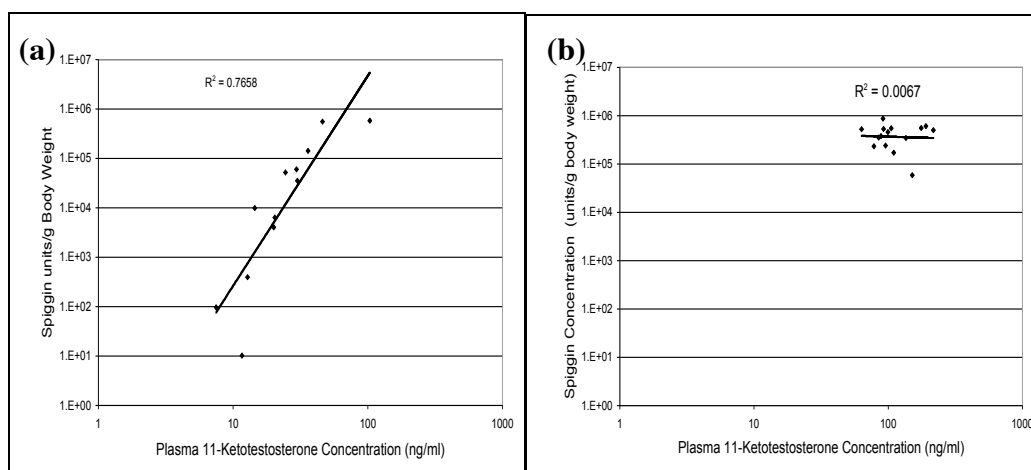 (a)
R² = 0.7658
1.E+07
1.E+06
1.E+05
1.E+04
1.E+03
1.E+02
1.E+01
1.E+00
Spiggin units/g Body Weight
1
10
100
1000
Plasma 11-Ketotestosterone Concentration (ng/ml)
(b)
R² = 0.0067
1.E+07
1.E+06
1.E+05
1.E+04
1.E+03
1.E+02
1.E+01
1.E+00
Spiggin Concentration (units/g body weight)
1
10
100
1000
Plasma 11-Ketotestosterone Concentration (ng/ml)